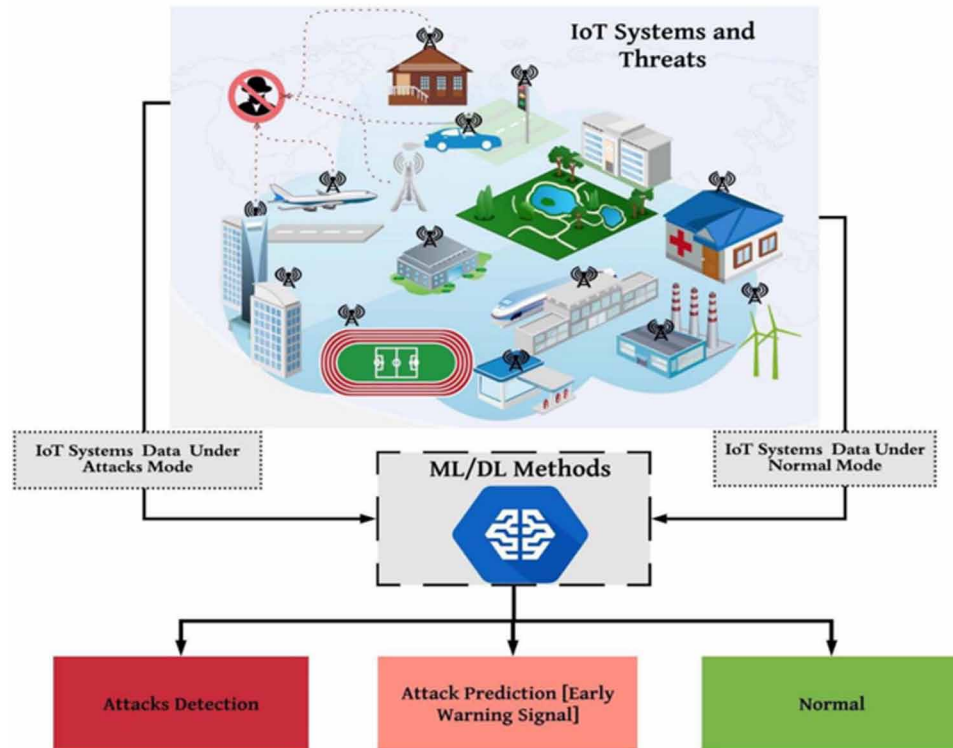 IoT Systems and
Threats
IoT Systems Data Under
Attacks Mode
IoT Systems Data Under
Normal Mode
ML/DL Methods
Attacks Detection
Attack Prediction [Early
Warning Signal]
Normal